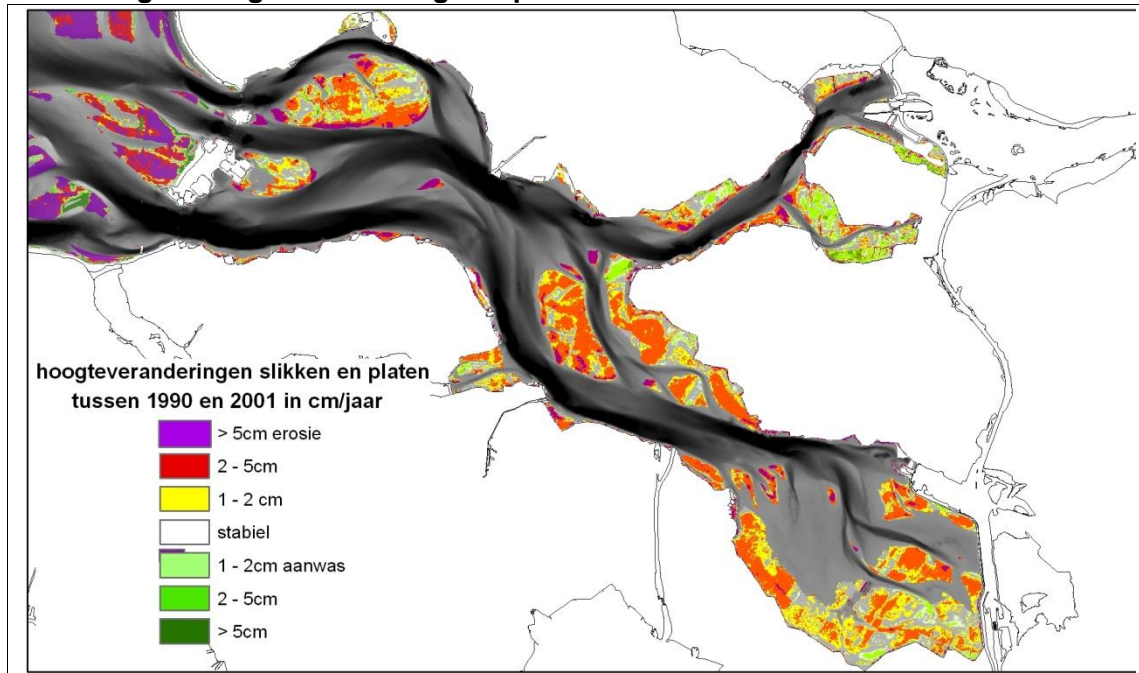 hoogteveranderingen slikken en platen
tussen 1990 en 2001 in cm/jaar
> 5cm erosie
2 - 5cm
1 - 2 cm
stabiel
1 - 2cm aanwas
2 - 5cm
> 5cm